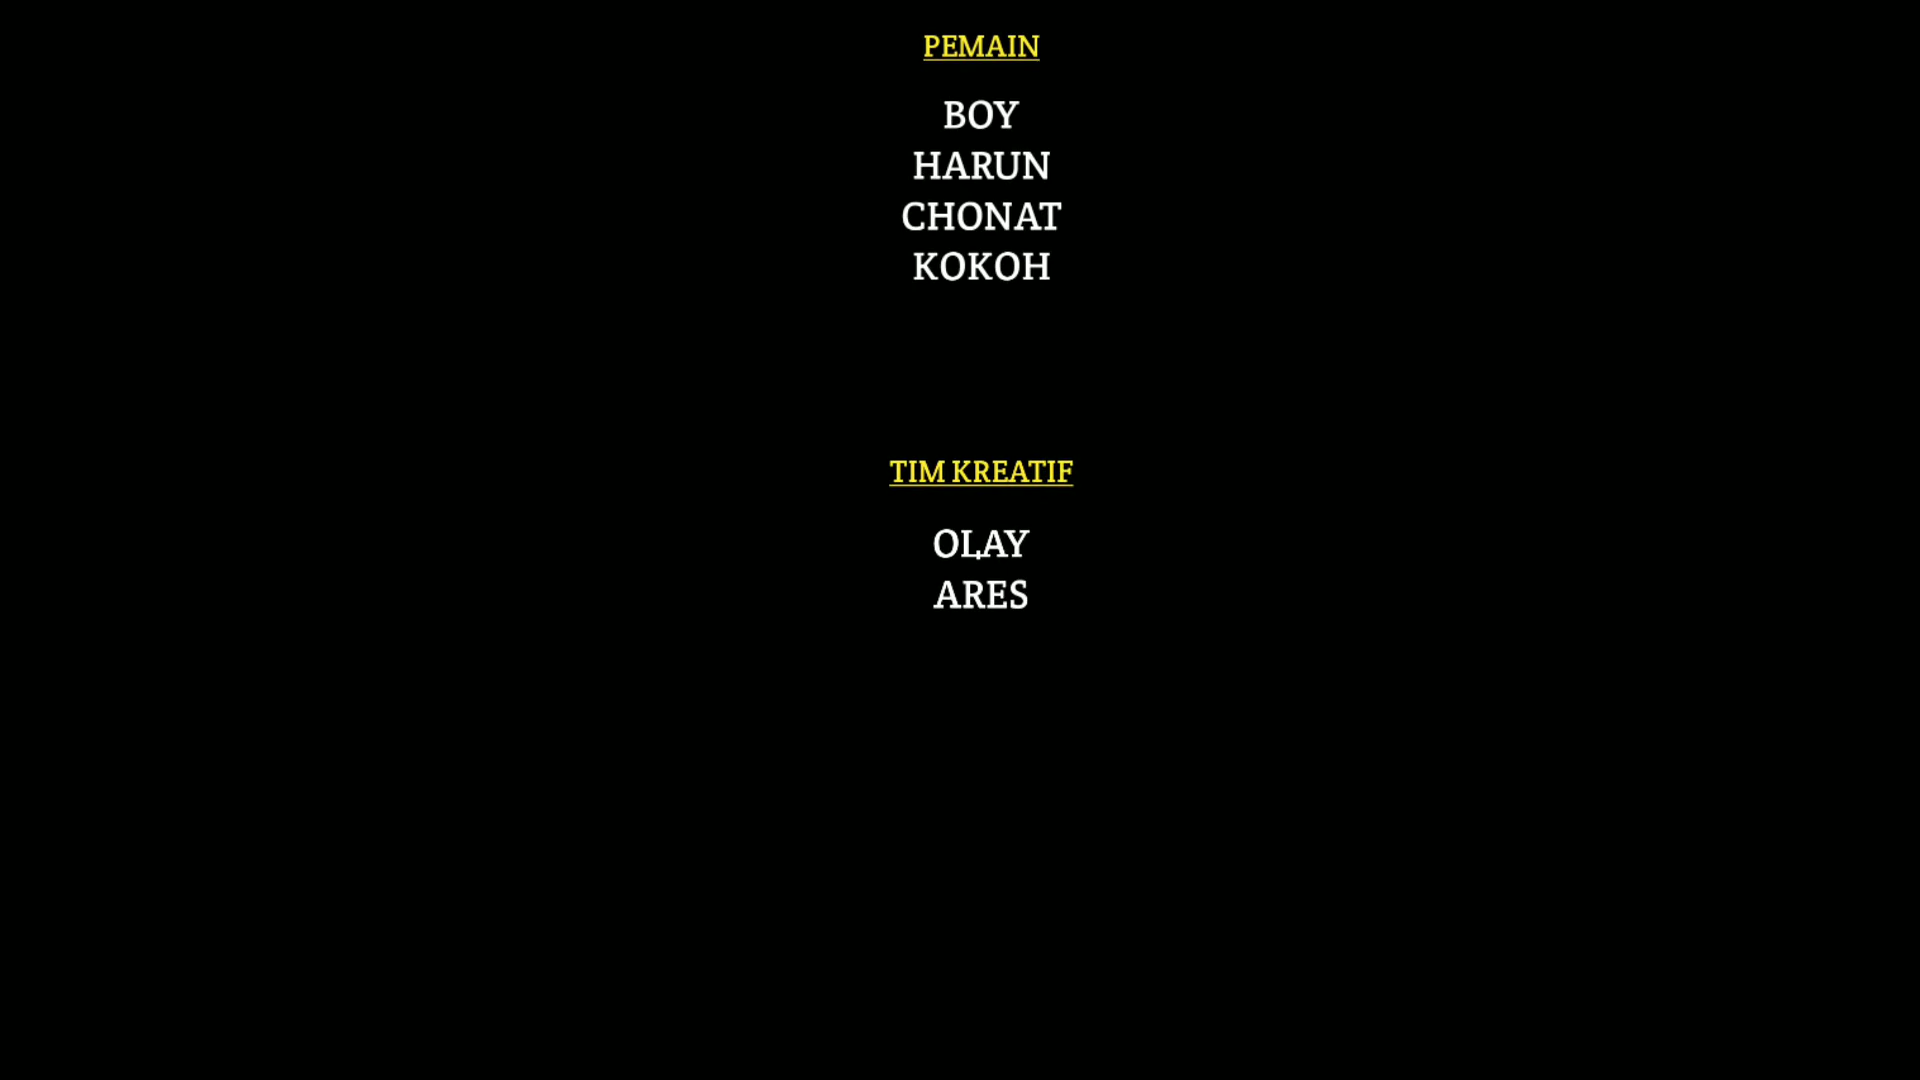 PEMAIN
BOY
HARUN
CHONAT
KOKOH
TIM KREATIF
OLAY
ARES